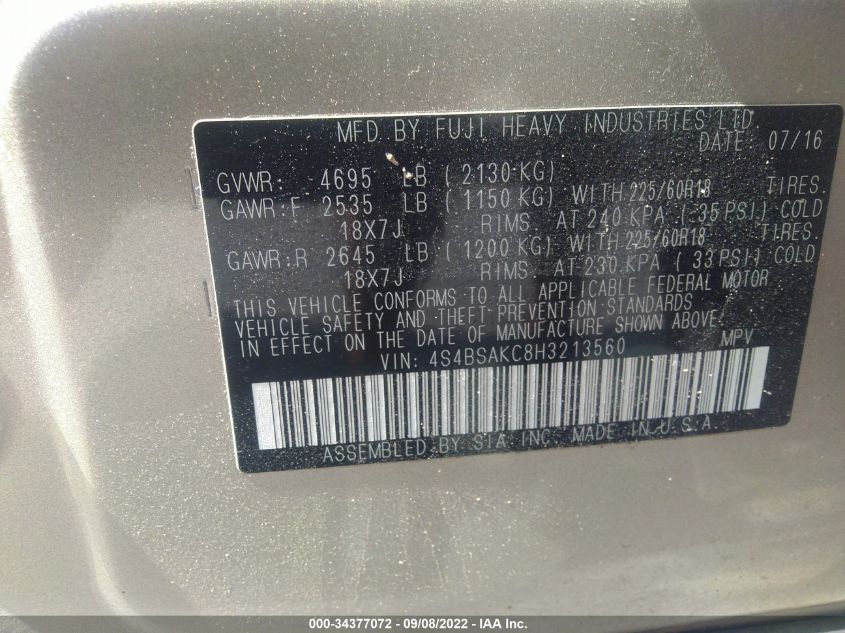 MFD BY FUJI HEAVY INDUSTRIES LTD
DATE: 07/16
GVWR: 4695 LB ( 2130 KG)
GAWR:F 2535 LB ( 1150 KG) WITH 225/60R18 TIRES.
18X7J RIMS. AT 240 KPA ( 35PSI) COLD
GAWR:R 2645 LB ( 1200 KG) WITH 225/60R18 TIRES.
18X7J RIMS. AT 230 KPA ( 33PSI) COLD
THIS VEHICLE CONFORMS TO ALL APPLICABLE FEDERAL MOTOR
VEHICLE SAFETY AND THEFT PREVENTION STANDARDS
IN EFFECT ON THE DATE OF MANUFACTURE SHOWN ABOVE.
VIN: 4S4BSAKC8H3213560 MPV
ASSEMBLED BY SIA INC. MADE IN U.S.A.
000-34377072 - 09/08/2022 - IAA Inc.